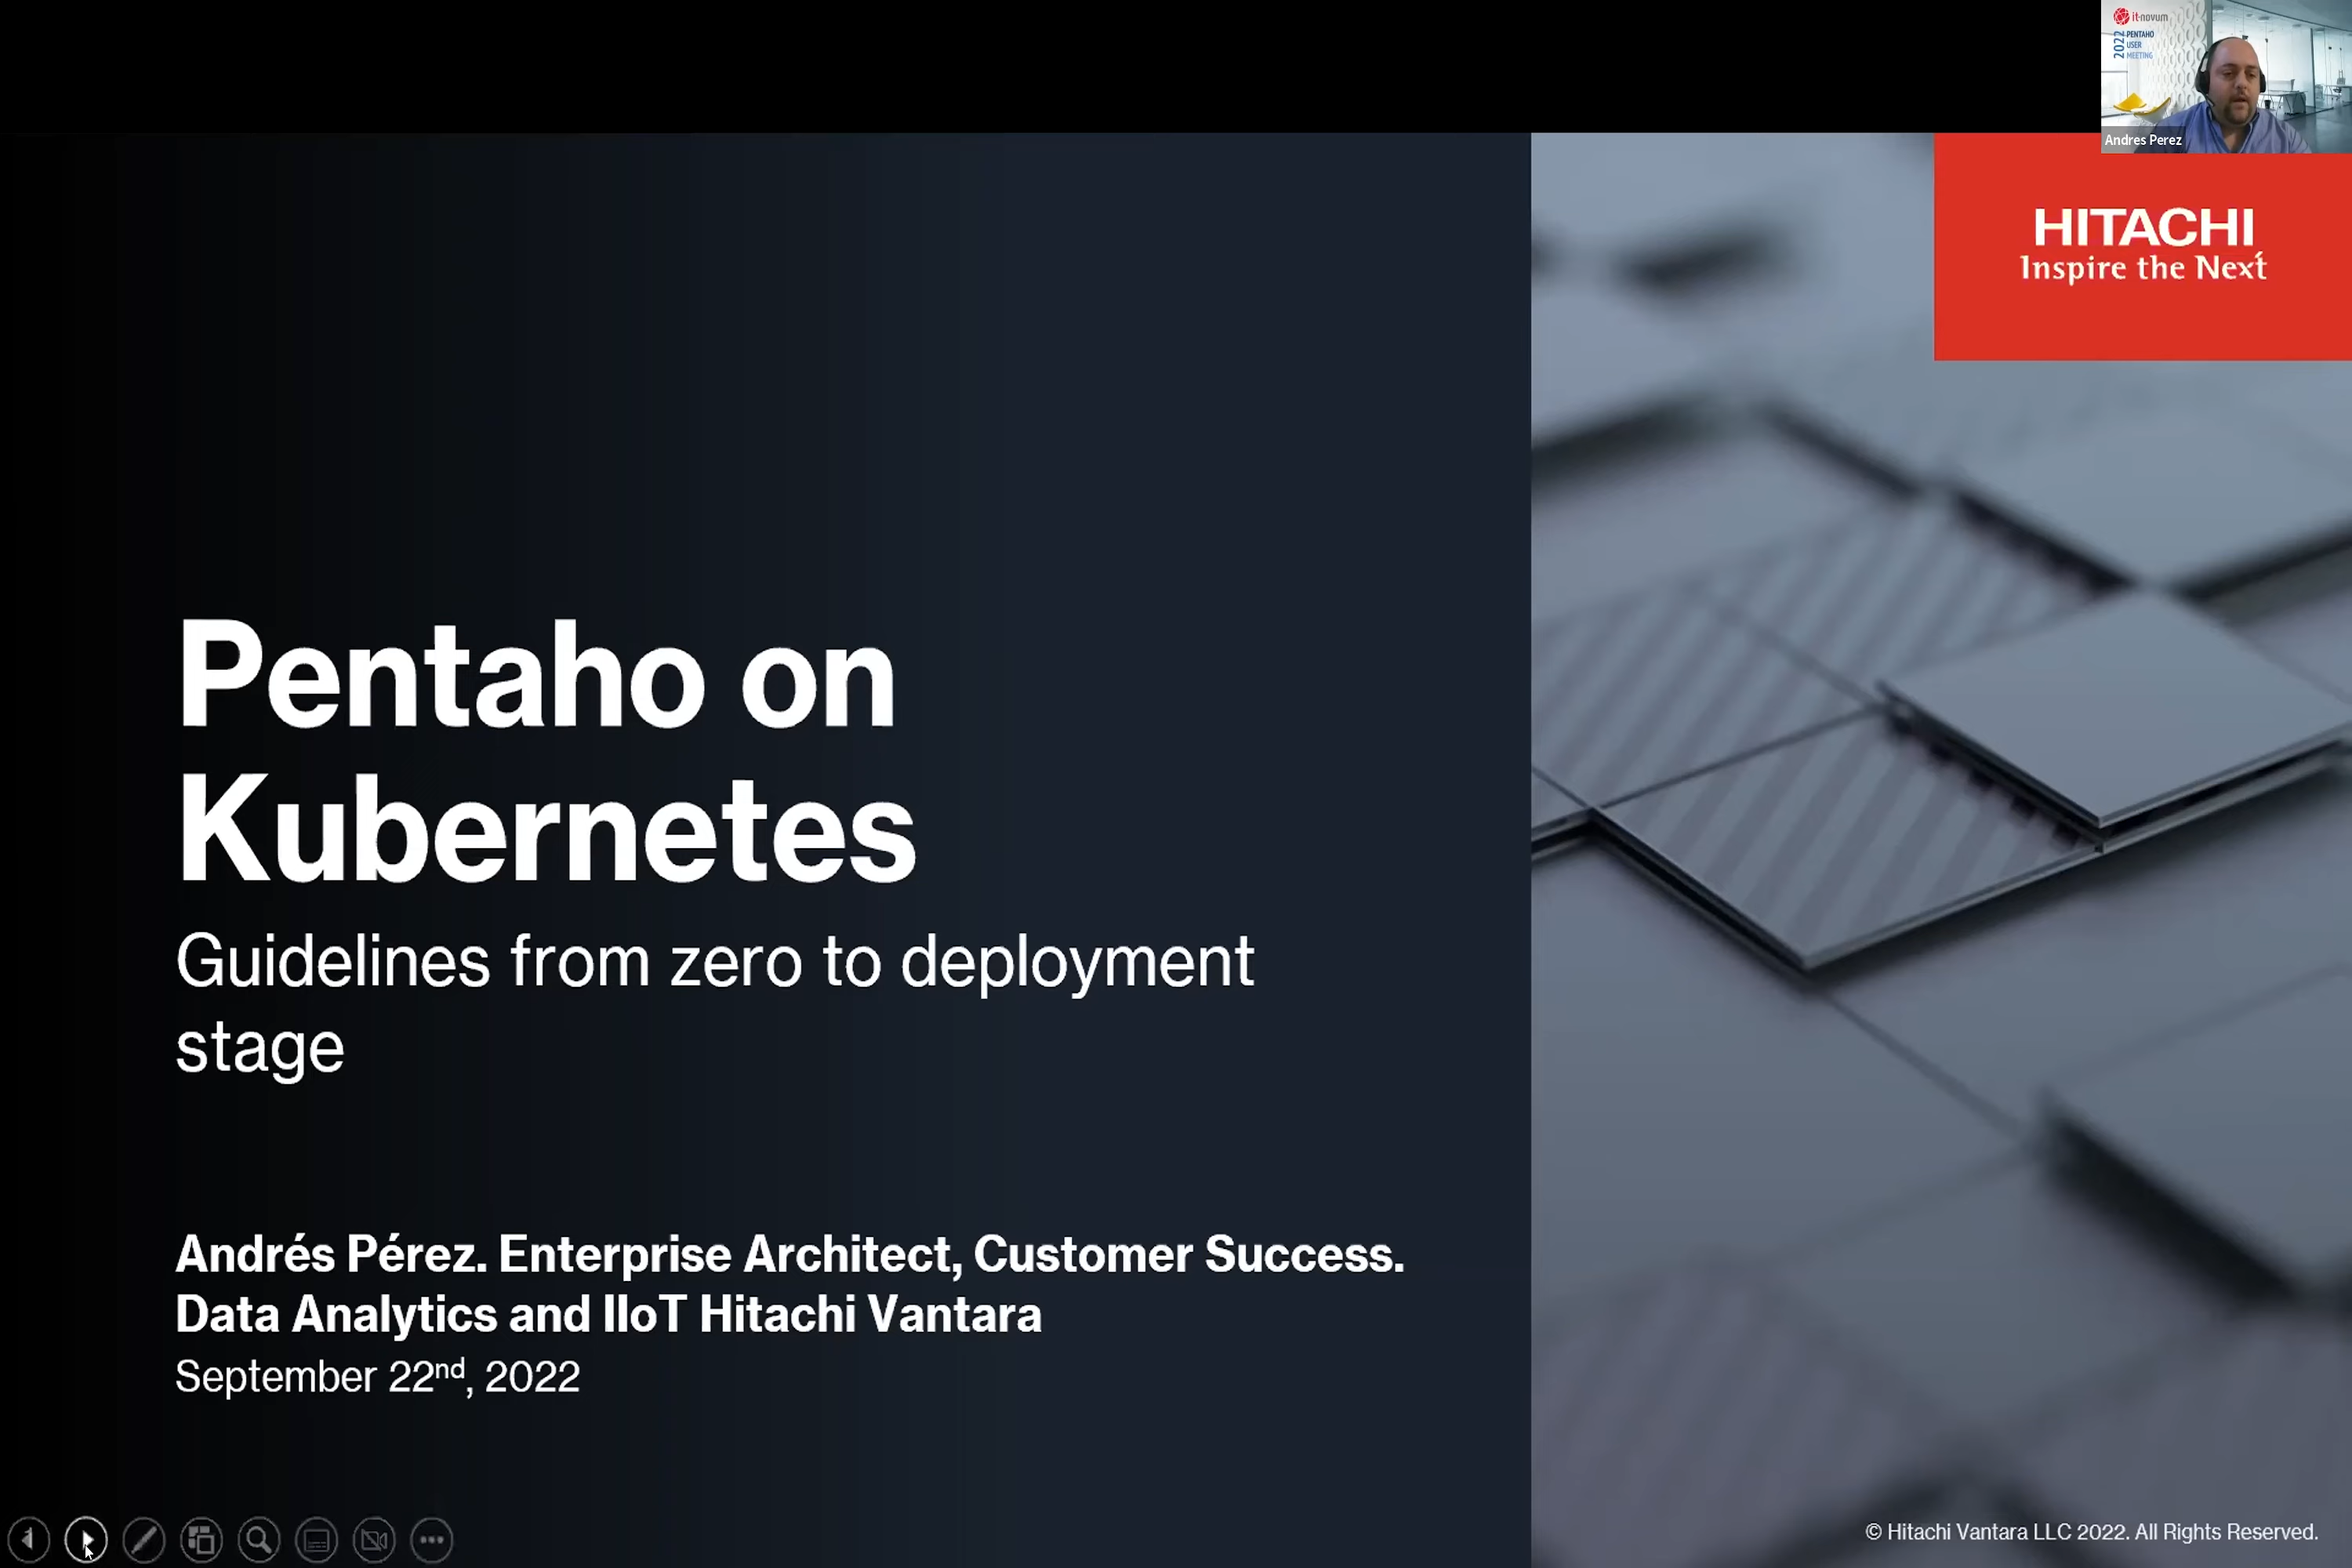 it-novum
2022
PENTAHO
USER
MEETING
Andres Perez
HITACHI
Inspire the Next
Pentaho on
Kubernetes
Guidelines from zero to deployment
stage
Andrés Pérez. Enterprise Architect, Customer Success.
Data Analytics and IIoT Hitachi Vantara
September 22nd, 2022
© Hitachi Vantara LLC 2022. All Rights Reserved.